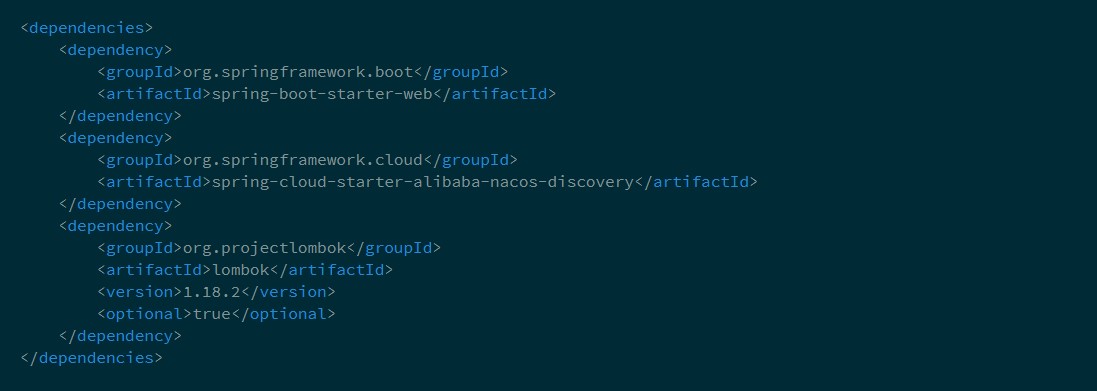 <dependencies>
    <dependency>
        <groupId>org.springframework.boot</groupId>
        <artifactId>spring-boot-starter-web</artifactId>
    </dependency>
    <dependency>
        <groupId>org.springframework.cloud</groupId>
        <artifactId>spring-cloud-starter-alibaba-nacos-discovery</artifactId>
    </dependency>
    <dependency>
        <groupId>org.projectlombok</groupId>
        <artifactId>lombok</artifactId>
        <version>1.18.2</version>
        <optional>true</optional>
    </dependency>
</dependencies>